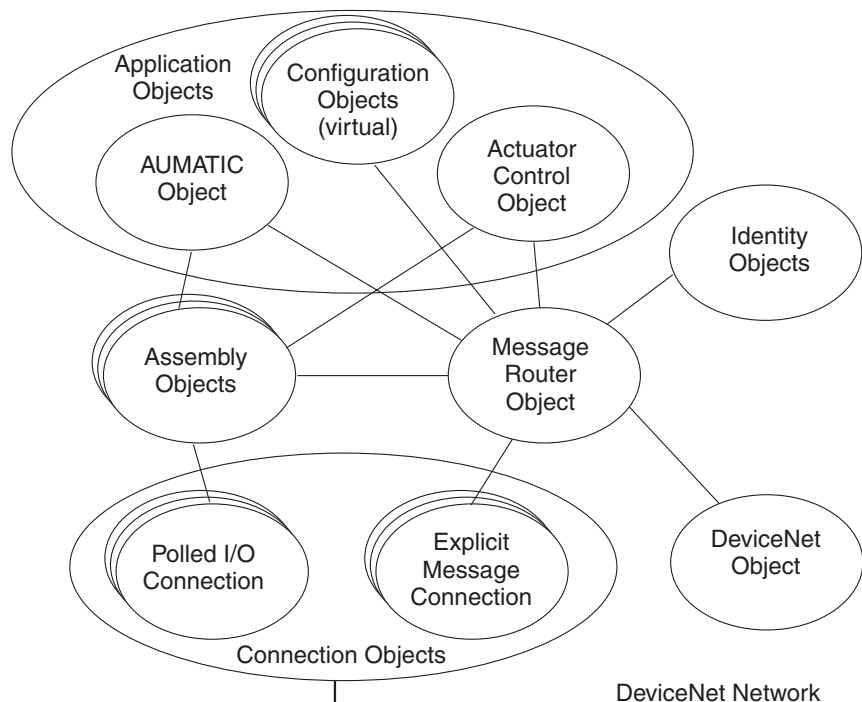 Application
Objects
Configuration
Objects
(virtual)
AUMATIC
Object
Actuator
Control
Object
Identity
Objects
Assembly
Objects
Message
Router
Object
Polled I/O
Connection
Explicit
Message
Connection
DeviceNet
Object
Connection Objects
DeviceNet Network